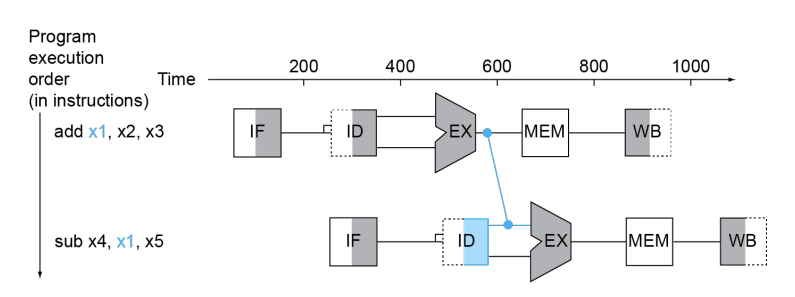 Program
execution
order
(in instructions)
Time
200 400 600 800 1000
add x1, x2, x3
IF ID EX MEM WB
sub x4, x1, x5
IF ID EX MEM WB